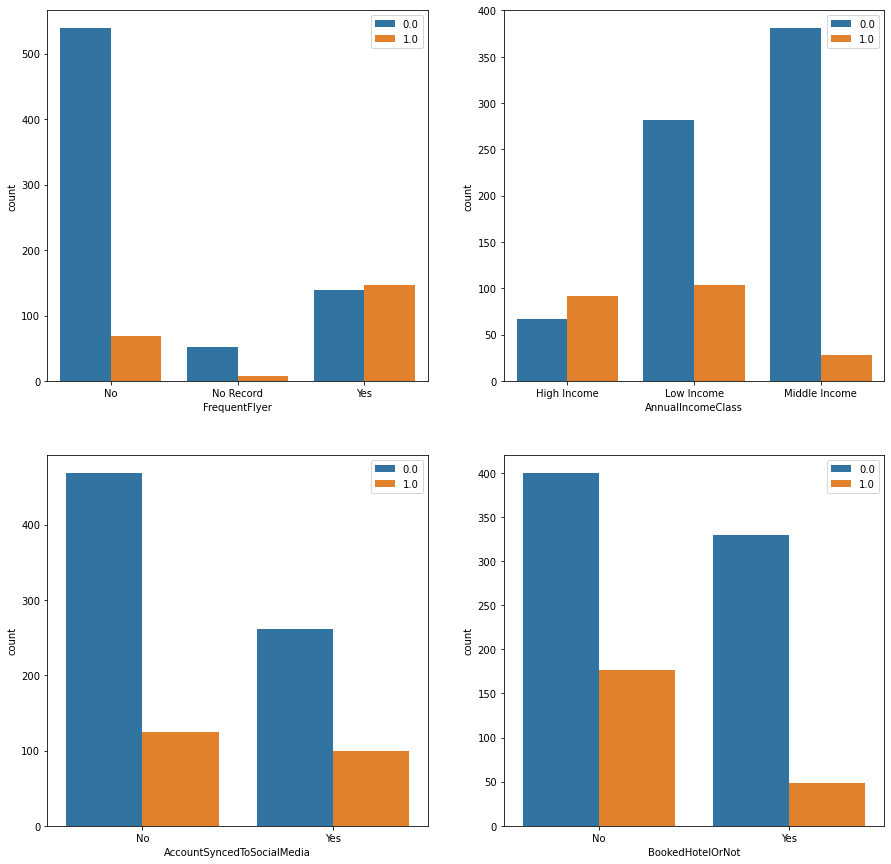 0.0
1.0
500
400
300
200
100
0
count
No
No Record
Yes
FrequentFlyer
0.0
1.0
400
350
300
250
200
150
100
50
0
count
High Income
Low Income
Middle Income
AnnualIncomeClass
0.0
1.0
400
300
200
100
0
count
No
Yes
AccountSyncedToSocialMedia
0.0
1.0
400
350
300
250
200
150
100
50
0
count
No
Yes
BookedHotelOrNot